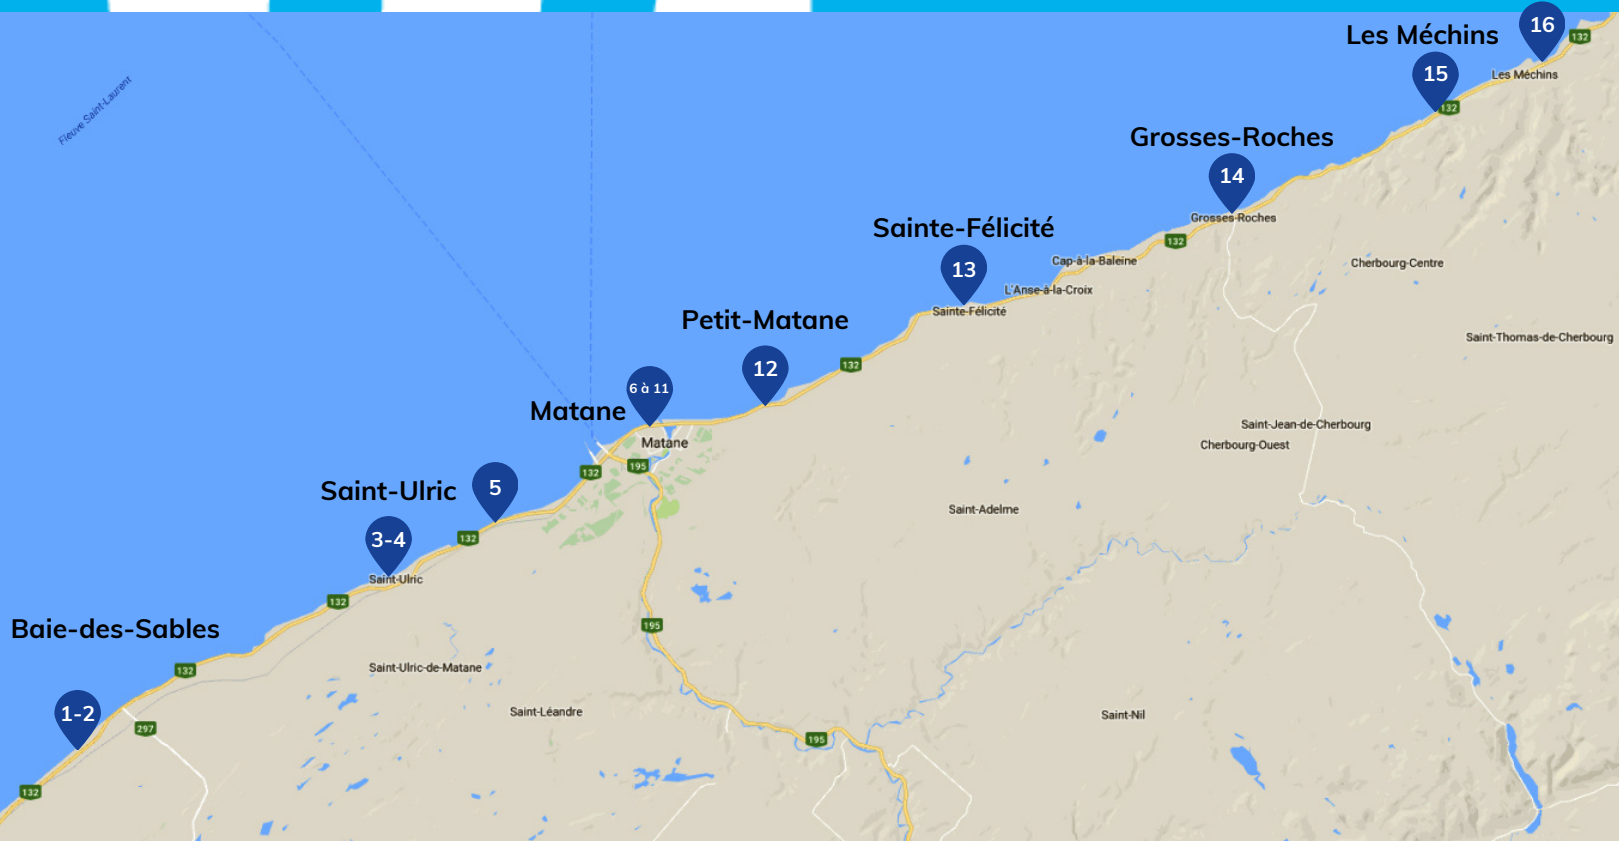 16
Les Méchins
132
15
Les Méchins
132
Fleuve Saint-Laurent
Grosses-Roches
14
Grosses-Roches
Sainte-Félicité
132
13
Cap-à-la-Baleine
Cherbourg-Centre
L'Anse-à-la-Croix
Sainte-Félicité
Petit-Matane
Saint-Thomas-de-Cherbourg
12
132
6 à 11
Matane
Matane
Saint-Jean-de-Cherbourg
Cherbourg-Ouest
195
132
Saint-Ulric
5
Saint-Adelme
132
3-4
Saint-Ulric
132
Baie-des-Sables
195
132
Saint-Ulric-de-Matane
1-2
Saint-Léandre
Saint-Nil
297
195
132